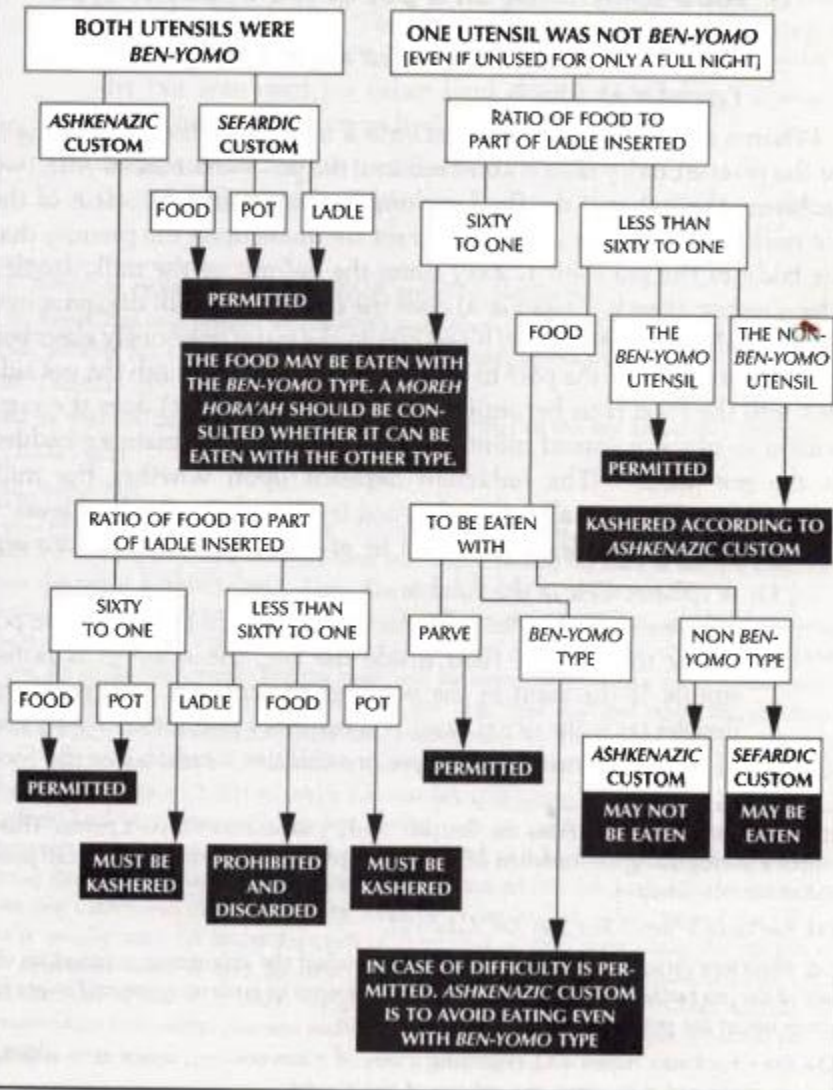 BOTH UTENSILS WERE
BEN-YOMO
ASHKENAZIC
CUSTOM
SEFARDIC
CUSTOM
FOOD
POT
LADLE
PERMITTED
RATIO OF FOOD TO PART
OF LADLE INSERTED
SIXTY
TO ONE
LESS THAN
SIXTY TO ONE
FOOD
POT
LADLE
FOOD
POT
PERMITTED
MUST BE
KASHERED
PROHIBITED
AND
DISCARDED
MUST BE
KASHERED
ONE UTENSIL WAS NOT BEN-YOMO
[EVEN IF UNUSED FOR ONLY A FULL NIGHT]
RATIO OF FOOD TO
PART OF LADLE INSERTED
SIXTY
TO ONE
LESS THAN
SIXTY TO ONE
THE FOOD MAY BE EATEN WITH
THE BEN-YOMO TYPE. A MOREH
HORA'AH SHOULD BE CON-
SULTED WHETHER IT CAN BE
EATEN WITH THE OTHER TYPE.
FOOD
THE
BEN-YOMO
UTENSIL
THE NON-
BEN-YOMO
UTENSIL
PERMITTED
KASHERED ACCORDING TO
ASHKENAZIC CUSTOM
TO BE EATEN
WITH
PARVE
BEN-YOMO
TYPE
NON BEN-
YOMO TYPE
PERMITTED
ASHKENAZIC
CUSTOM
MAY NOT
BE EATEN
SEFARDIC
CUSTOM
MAY BE
EATEN
IN CASE OF DIFFICULTY IS PER-
MITTED. ASHKENAZIC CUSTOM
IS TO AVOID EATING EVEN
WITH BEN-YOMO TYPE